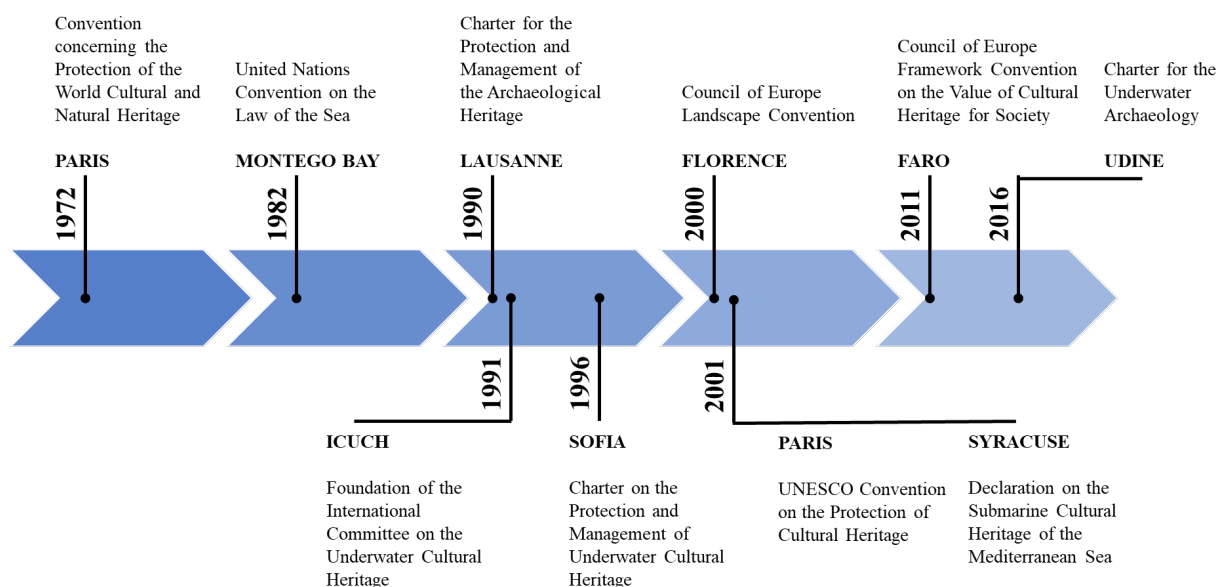 Convention
concerning the
Protection of the
World Cultural and
Natural Heritage
PARIS
1972
United Nations
Convention on the
Law of the Sea
MONTEGO BAY
1982
Charter for the
Protection and
Management of
the Archaeological
Heritage
LAUSANNE
1990
Council of Europe
Landscape Convention
FLORENCE
2000
Council of Europe
Framework Convention
on the Value of Cultural
Heritage for Society
FARO
2011
Charter for the
Underwater
Archaeology
UDINE
2016
1991
ICUCH
Foundation of the
International
Committee on the
Underwater Cultural
Heritage
1996
SOFIA
Charter on the
Protection and
Management of
Underwater Cultural
Heritage
2001
PARIS
UNESCO Convention
on the Protection of
Cultural Heritage
SYRACUSE
Declaration on the
Submarine Cultural
Heritage of the
Mediterranean Sea